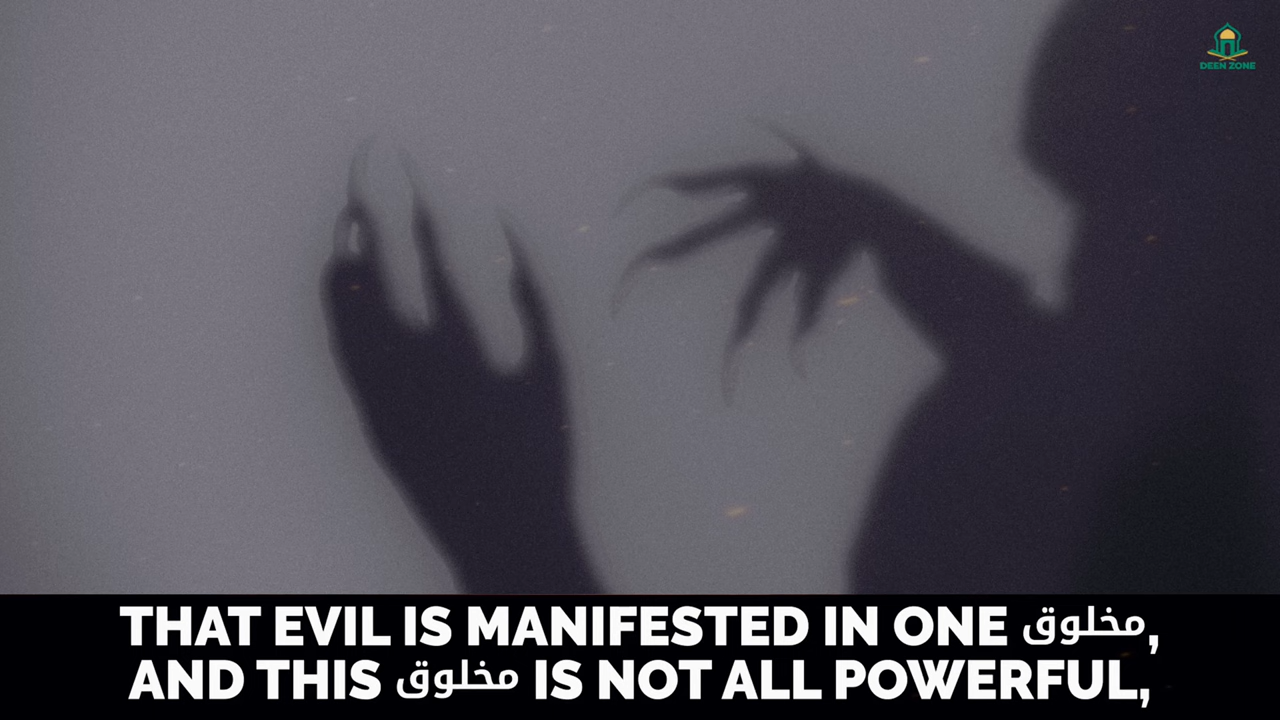 DEEN ZONE
THAT EVIL IS MANIFESTED IN ONE مخلوق,
AND THIS مخلوق IS NOT ALL POWERFUL,